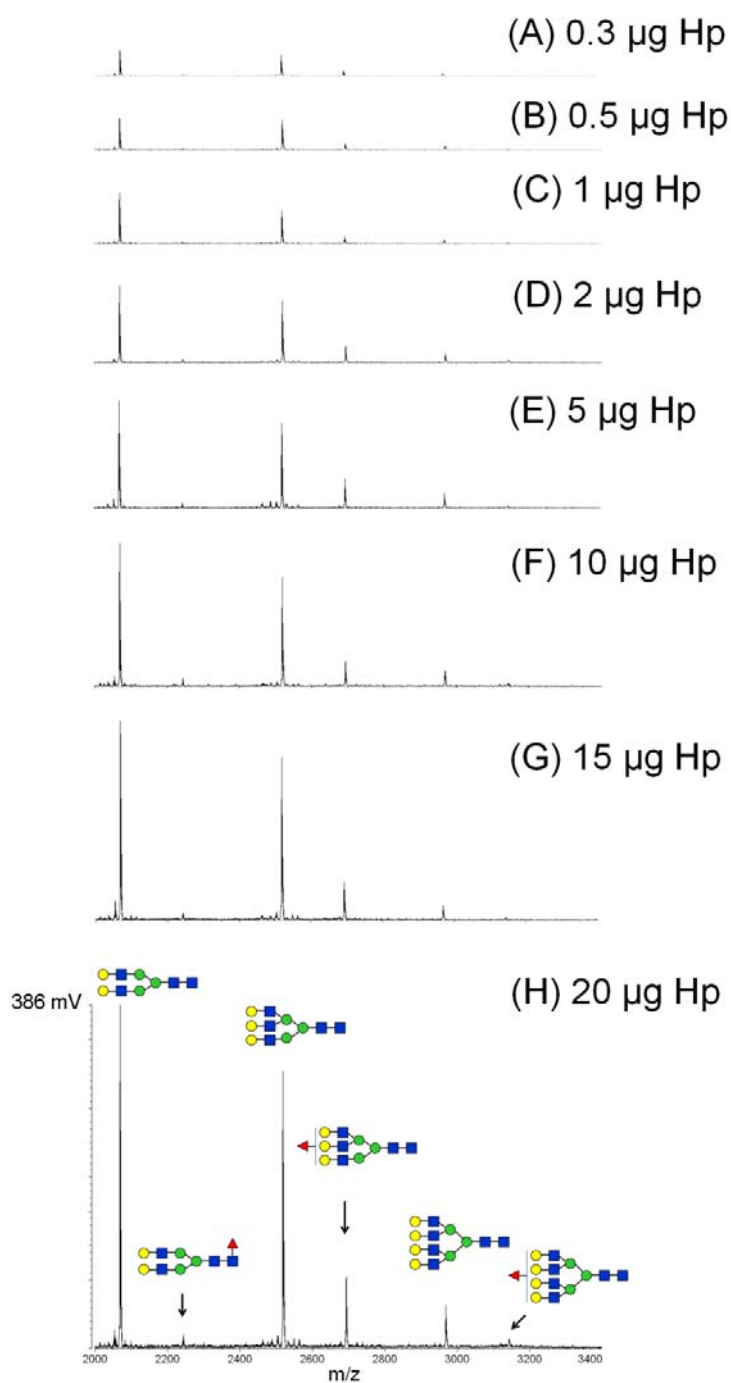 (A) 0.3 µg Hp
(B) 0.5 µg Hp
(C) 1 µg Hp
(D) 2 µg Hp
(E) 5 µg Hp
(F) 10 µg Hp
(G) 15 µg Hp
(H) 20 µg Hp
386 mV
2000 2200 2400 2600 2800 3000 3200 3400
m/z